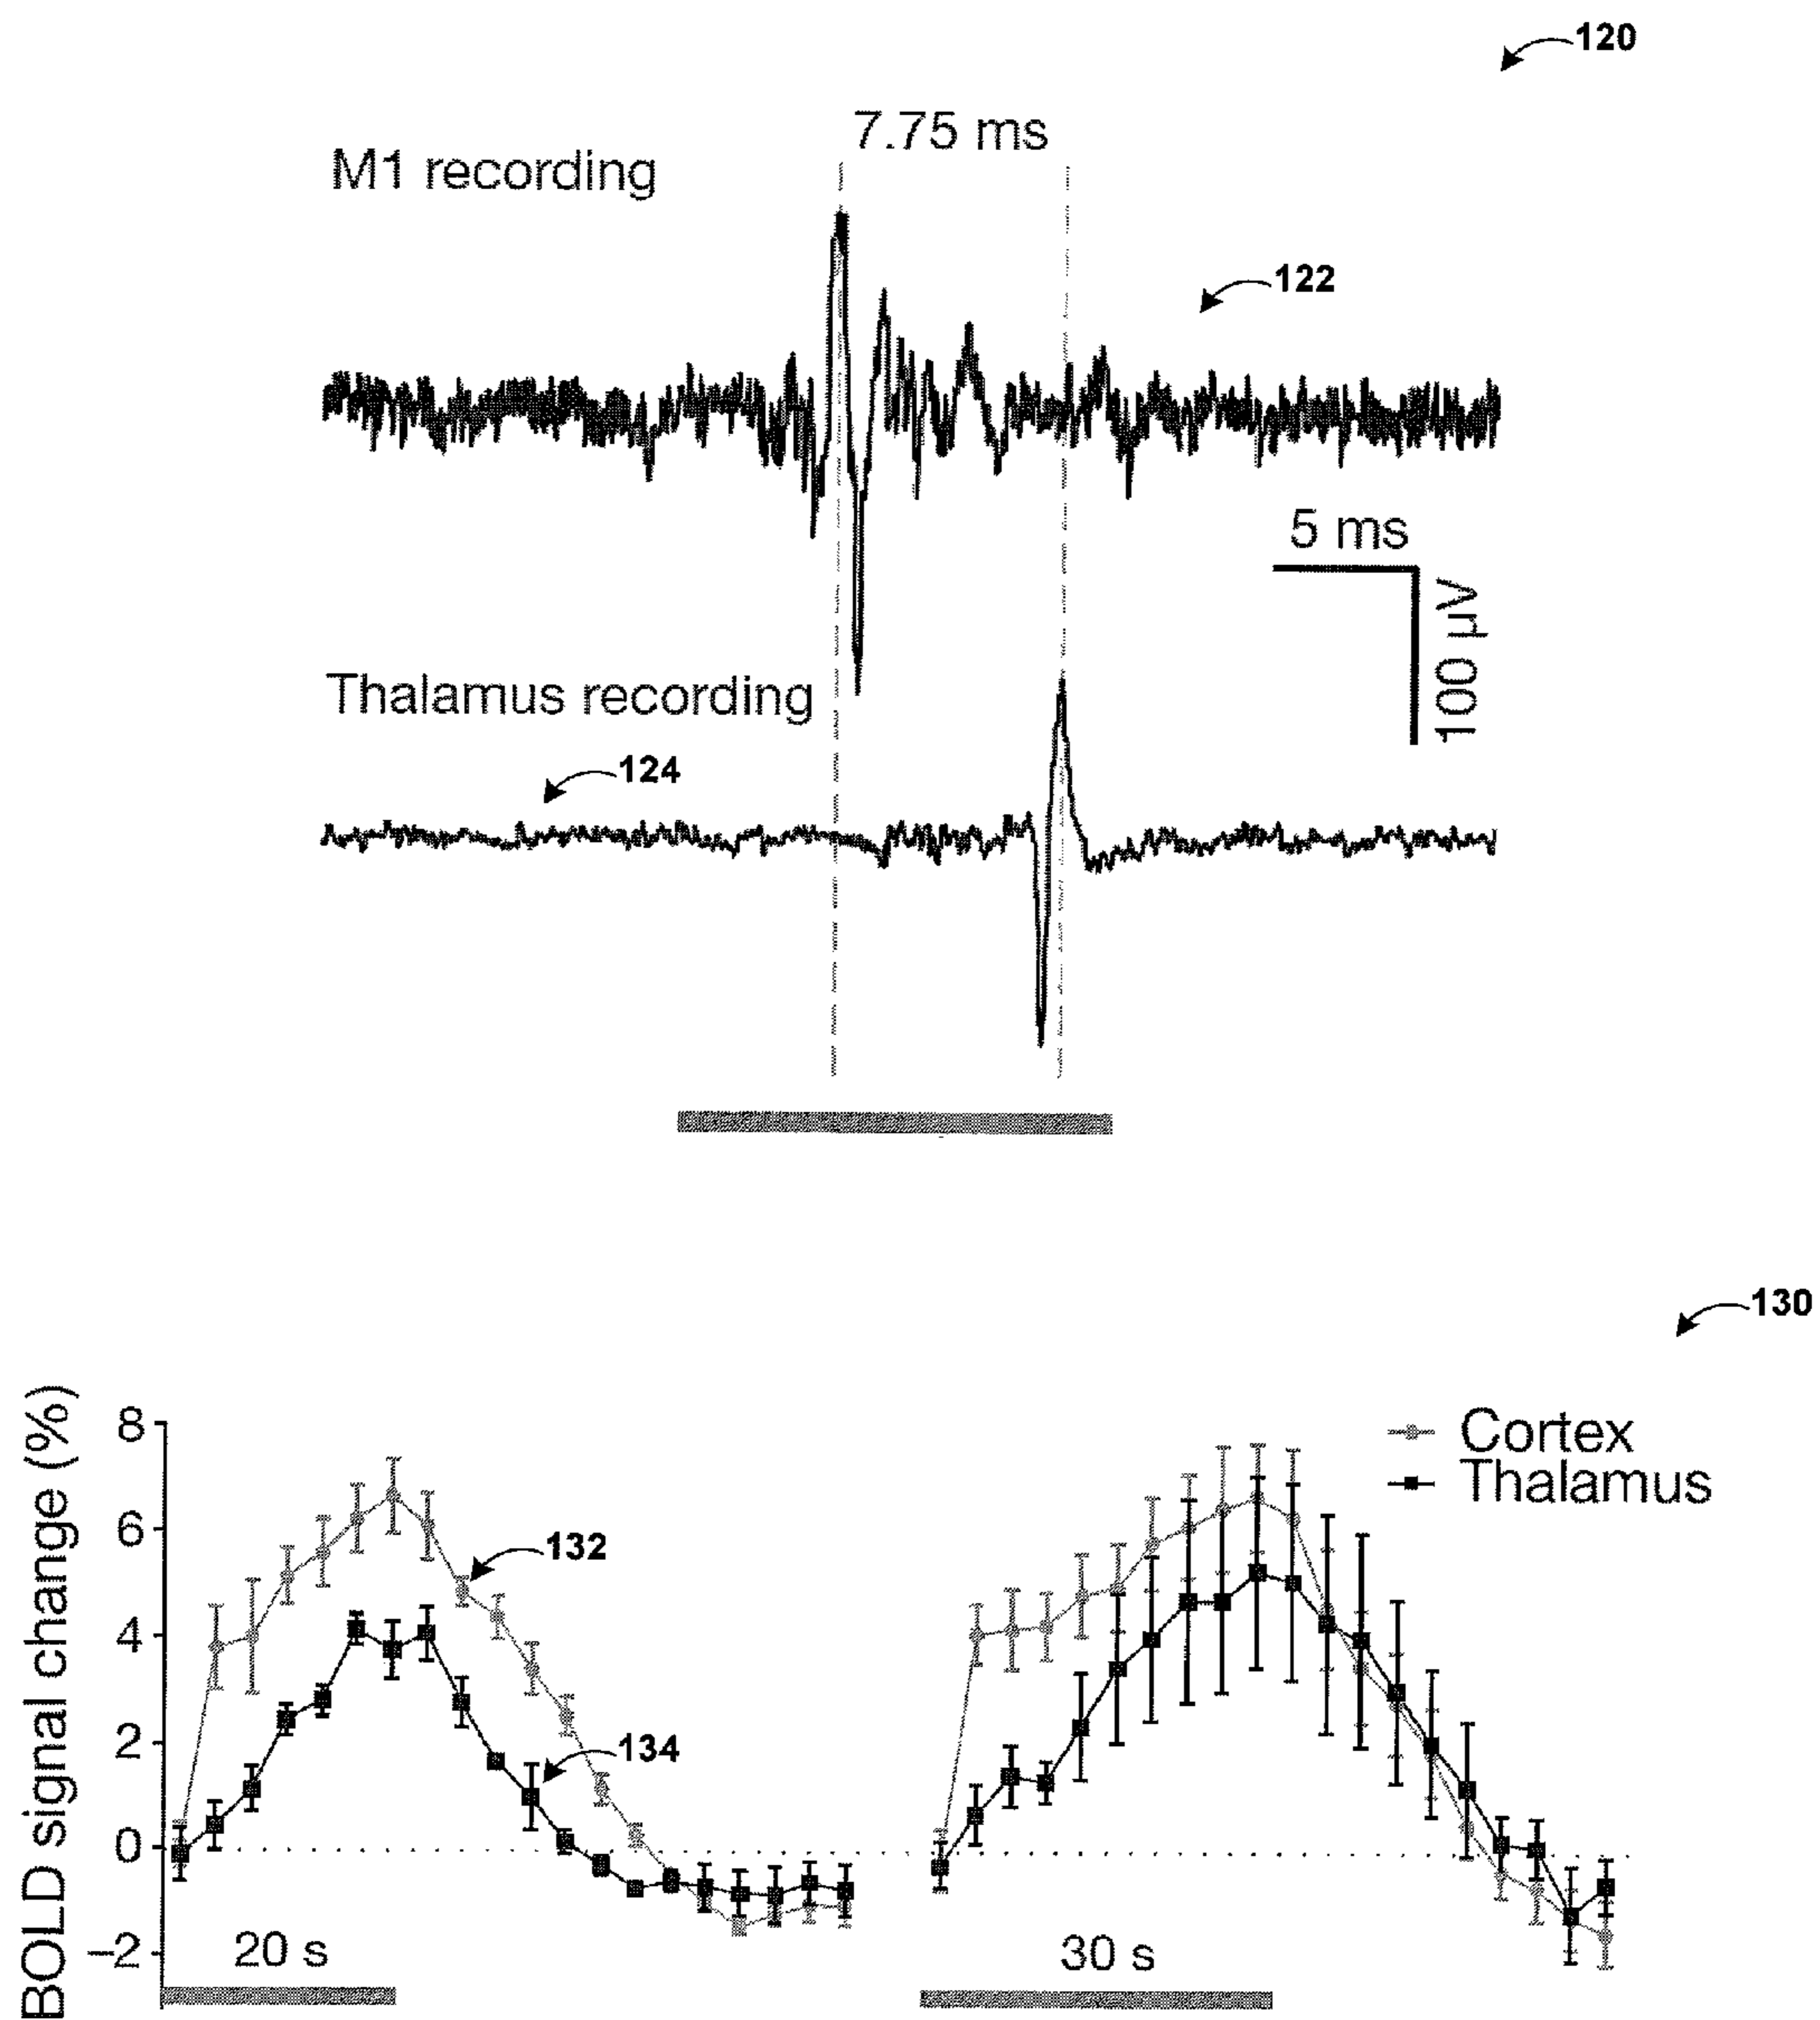 120
7.75 ms
M1 recording
122
5 ms
100 µV
Thalamus recording
124
130
BOLD signal change (%)
8
6
4
2
0
–2
Cortex
Thalamus
132
134
20 s
30 s